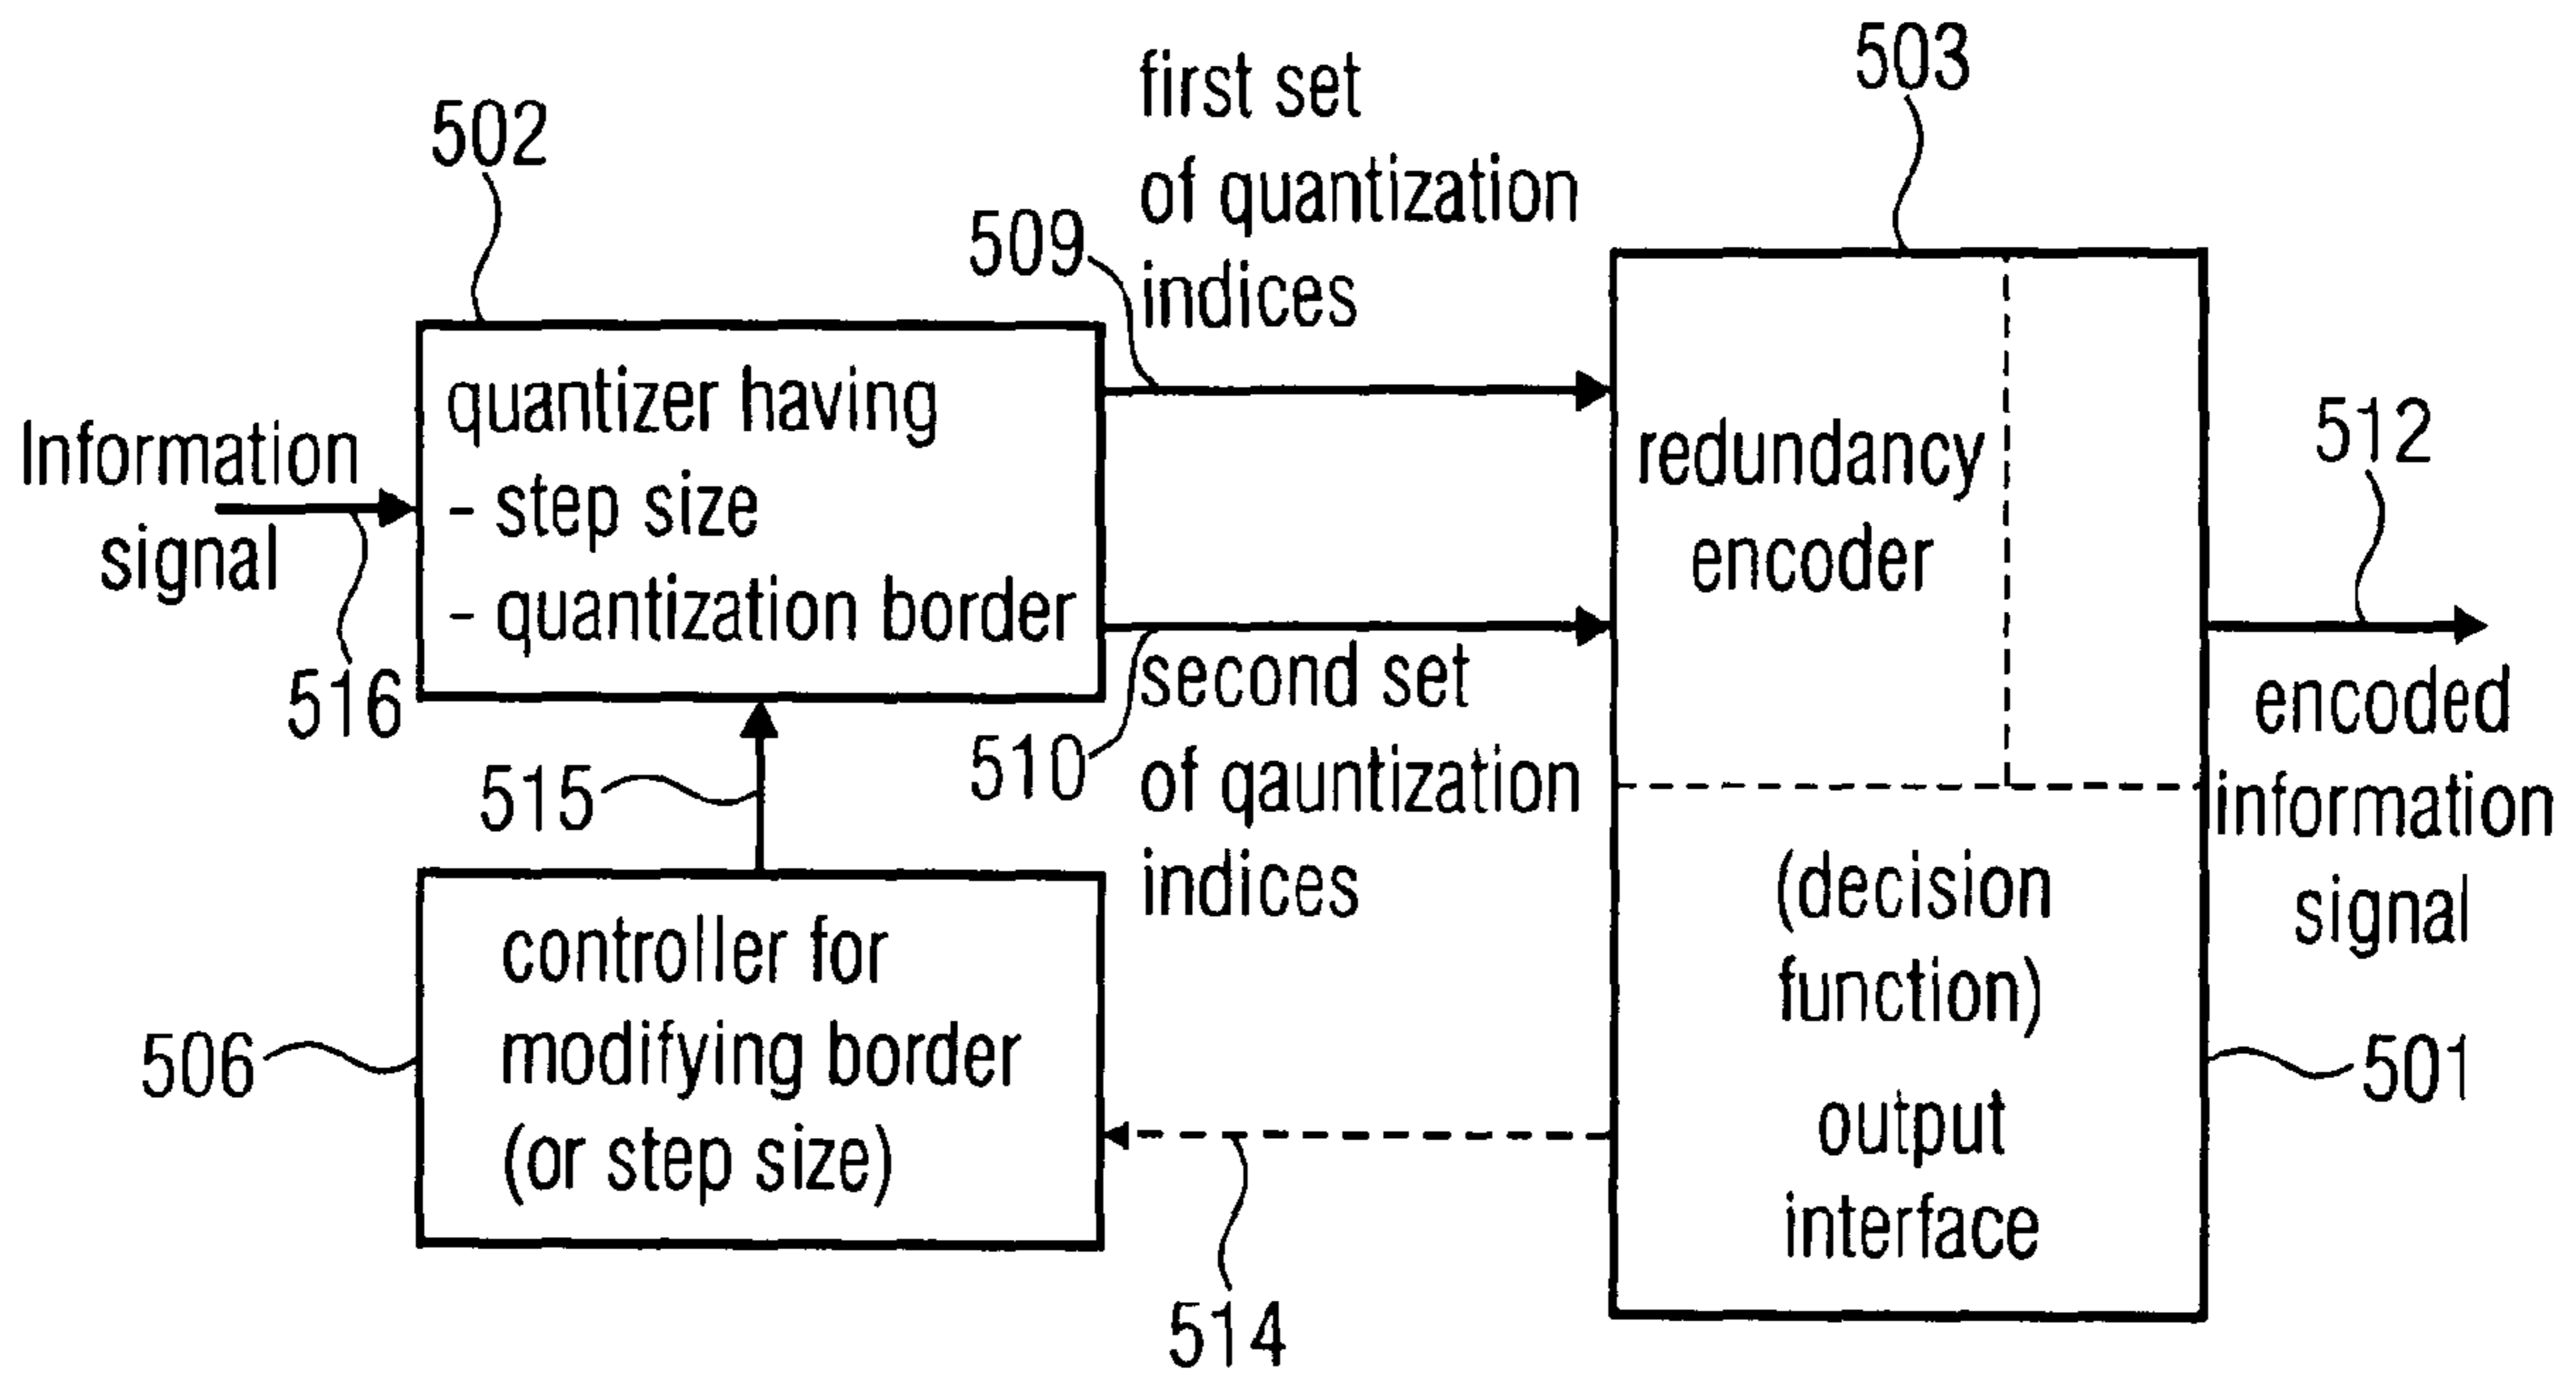 503
first set
of quantization
indices
502
509
Information
signal
516
quantizer having
- step size
- quantization border
redundancy
encoder
512
encoded
information
signal
510
second set
of qauntization
indices
515
controller for
modifying border
(or step size)
506
(decision
function)
output
interface
501
514